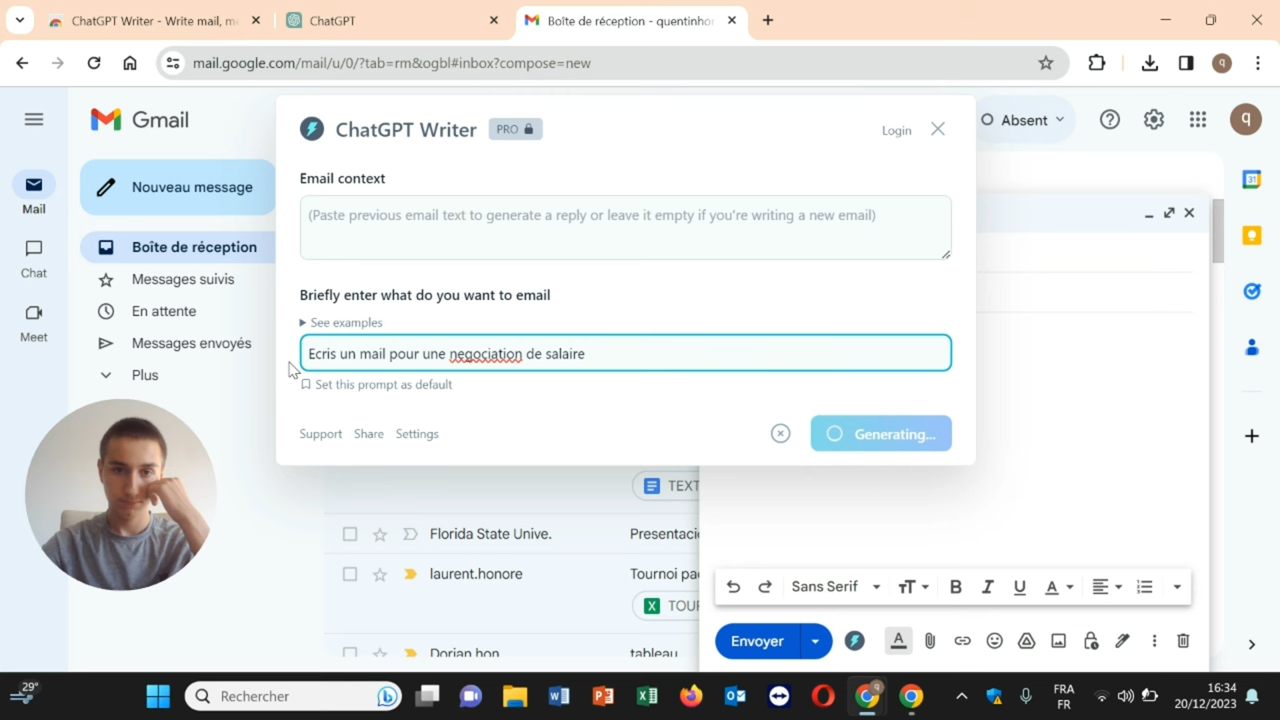 ChatGPT Writer - Write mail, me
ChatGPT
Boîte de réception - quentinhon
mail.google.com/mail/u/0/?tab=rm&ogbl#inbox?compose=new
q
Gmail
Absent
q
Nouveau message
Mail
Chat
Meet
Boîte de réception
Messages suivis
En attente
Messages envoyés
Plus
ChatGPT Writer
PRO
Login
Email context
(Paste previous email text to generate a reply or leave it empty if you're writing a new email)
Briefly enter what do you want to email
See examples
Ecris un mail pour une negociation de salaire
Set this prompt as default
Support Share Settings
Generating...
31
TEXT
Florida State Unive.
Presentació
laurent.honore
Tournoi pa
X TOUR
Dorian hon
tableau
Sans Serif
B I U A
Envoyer
A
29°
Rechercher
q
FRA
FR
16:34
20/12/2023